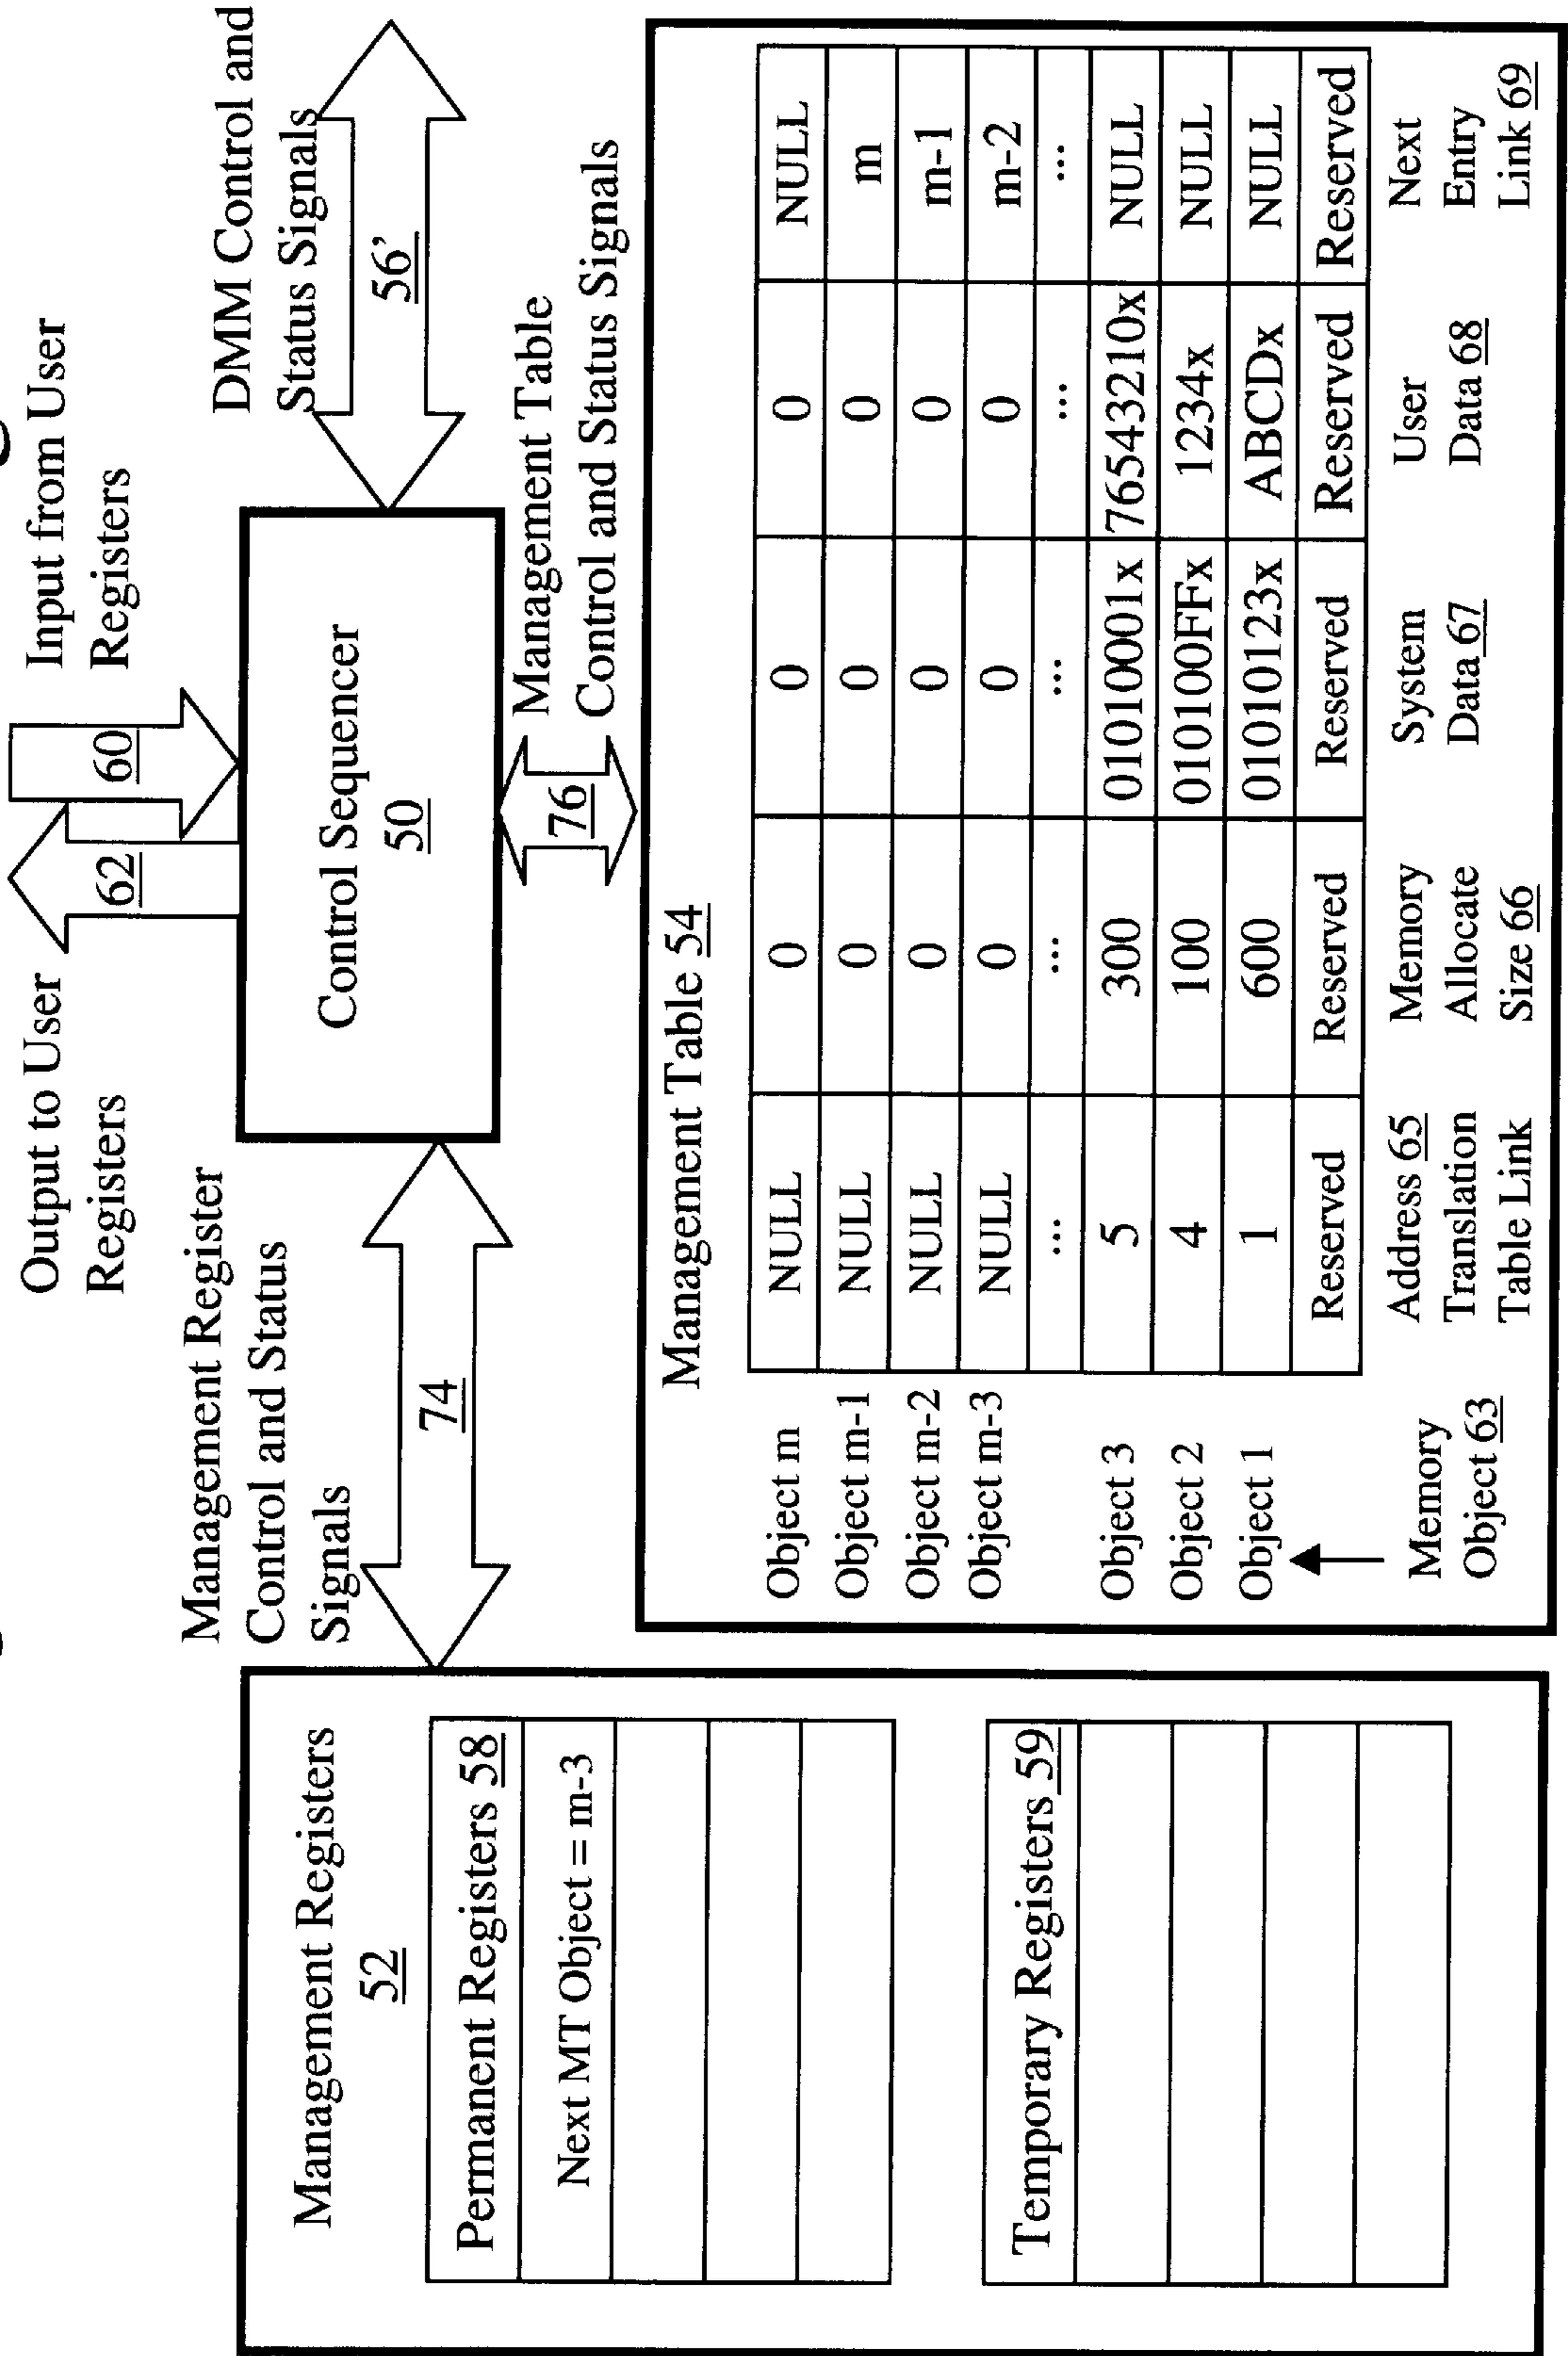 Output to User
Registers
62
60
Input from User
Registers
Management Register
Control and Status
Signals
74
Control Sequencer
50
DMM Control and
Status Signals
56’
76
Management Table
Control and Status Signals
Management Registers
52
Permanent Registers 58
Next MT Object = m-3
Temporary Registers 59
Management Table 54
Object m NULL 0 0 0 NULL
Object m-1 NULL 0 0 0 m
Object m-2 NULL 0 0 0 m-1
Object m-3 NULL 0 0 0 m-2
... ... ... ... ...
Object 3 5 300 01010001x 76543210x NULL
Object 2 4 100 010100FFx 1234x NULL
Object 1 1 600 01010123x ABCDx NULL
Reserved Reserved Reserved Reserved Reserved
Memory
Object 63
Address 65
Translation
Table Link
Memory
Allocate
Size 66
System
Data 67
User
Data 68
Next
Entry
Link 69